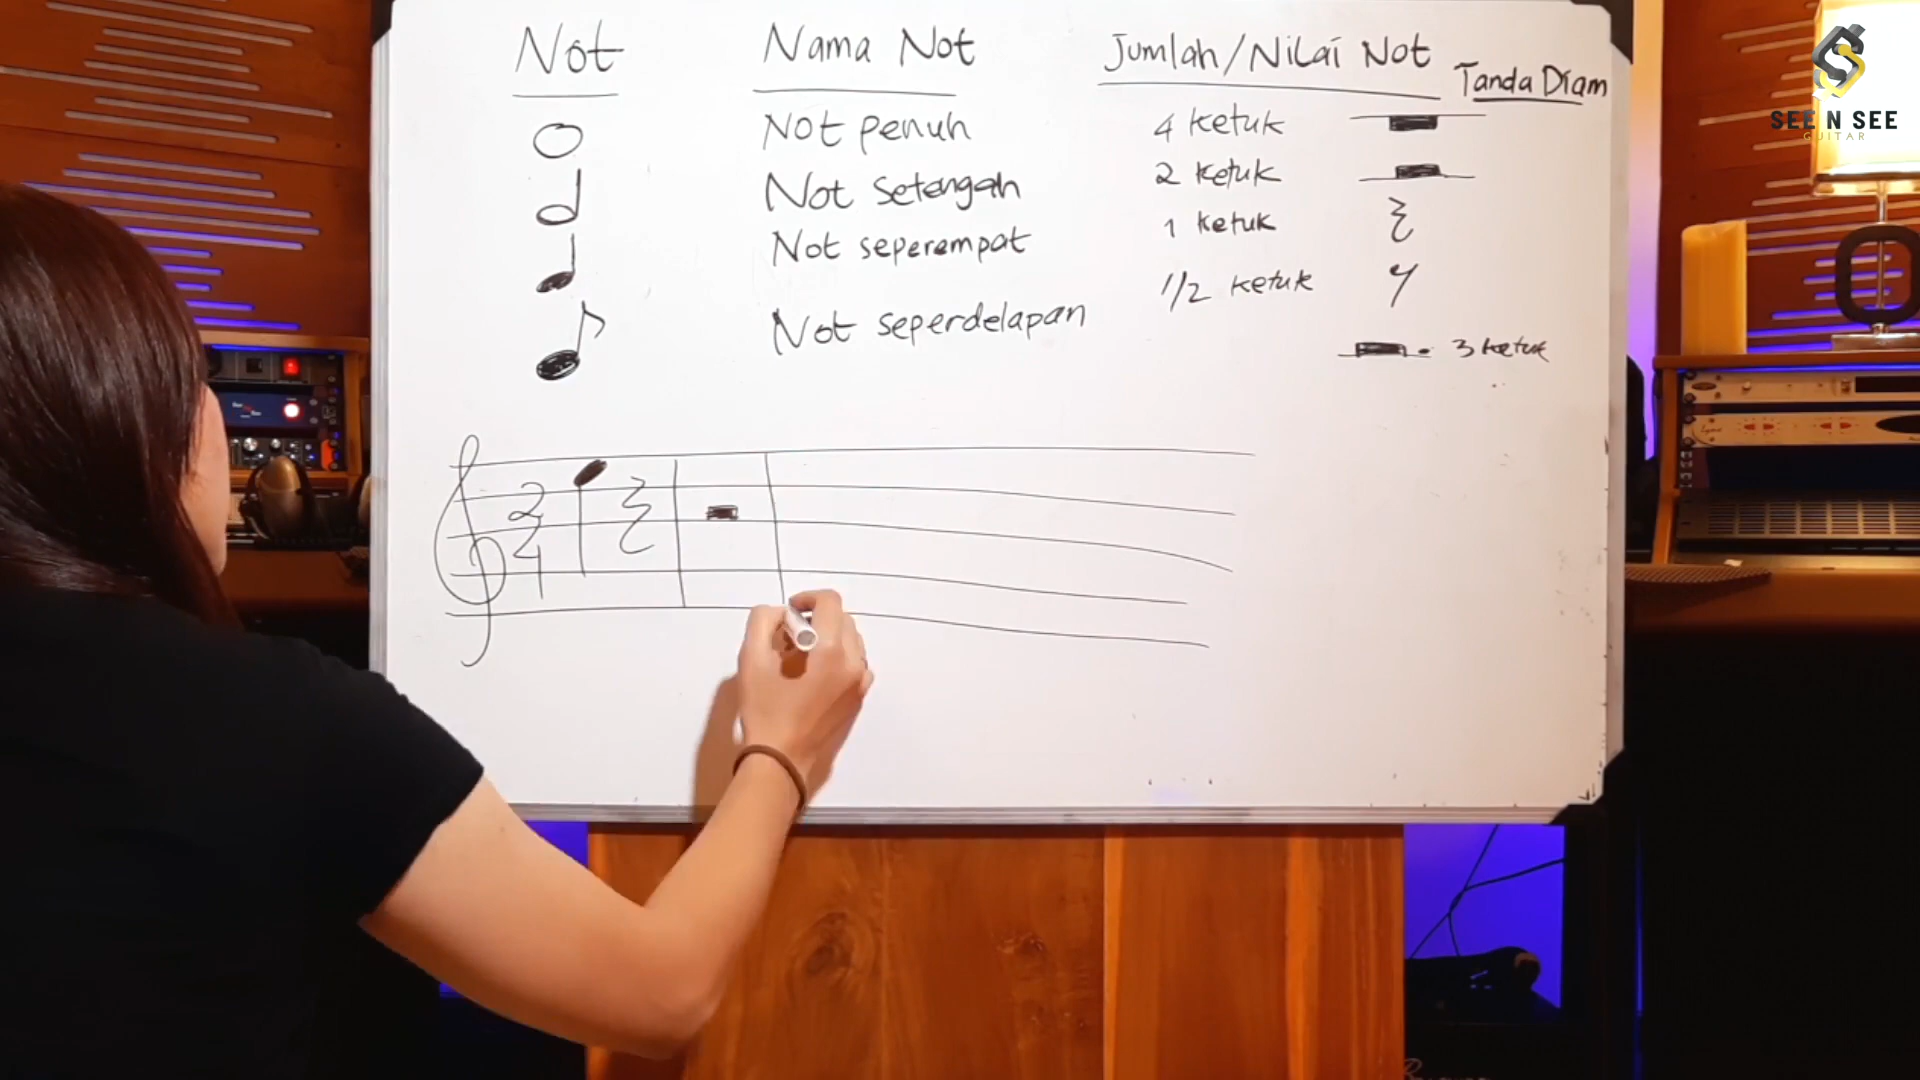 Not Nama Not Jumlah/Nilai Not Tanda Diam
Not penuh 4 ketuk
Not setengah 2 ketuk
Not seperempat 1 ketuk
Not seperdelapan 1/2 ketuk
3 ketuk
2
4
SEE N SEE
GUITAR